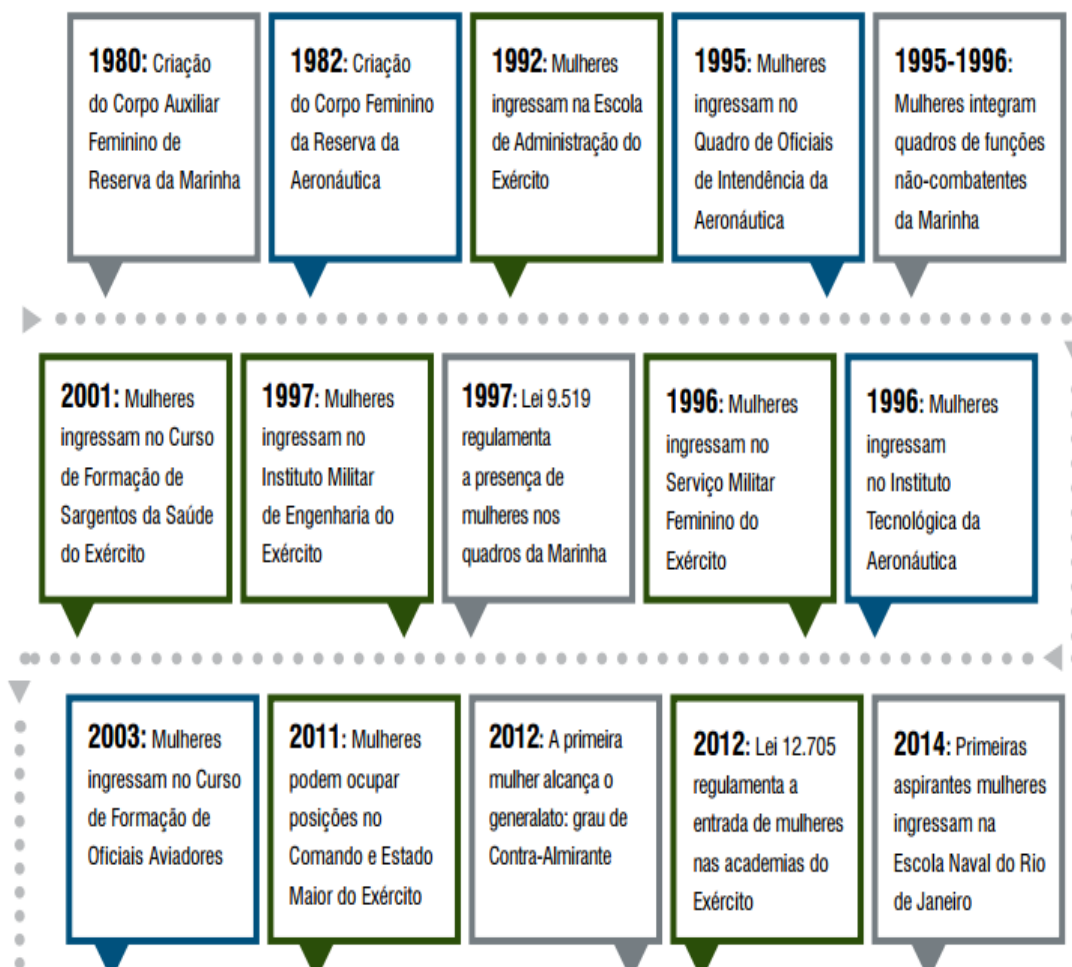 1980: Criação
do Corpo Auxiliar
Feminino de
Reserva da Marinha
1982: Criação
do Corpo Feminino
da Reserva da
Aeronáutica
1992: Mulheres
ingressam na Escola
de Administração do
Exército
1995: Mulheres
ingressam no
Quadro de Oficiais
de Intendência da
Aeronáutica
1995-1996:
Mulheres integram
quadros de funções
não-combatentes
da Marinha
1996: Mulheres
ingressam
no Instituto
Tecnológica da
Aeronáutica
1996: Mulheres
ingressam no
Serviço Militar
Feminino do
Exército
1997: Lei 9.519
regulamenta
a presença de
mulheres nos
quadros da Marinha
1997: Mulheres
ingressam no
Instituto Militar
de Engenharia do
Exército
2001: Mulheres
ingressam no Curso
de Formação de
Sargentos da Saúde
do Exército
2003: Mulheres
ingressam no Curso
de Formação de
Oficiais Aviadores
2011: Mulheres
podem ocupar
posições no
Comando e Estado
Maior do Exército
2012: A primeira
mulher alcança o
generalato: grau de
Contra-Almirante
2012: Lei 12.705
regulamenta a
entrada de mulheres
nas academias do
Exército
2014: Primeiras
aspirantes mulheres
ingressam na
Escola Naval do Rio
de Janeiro